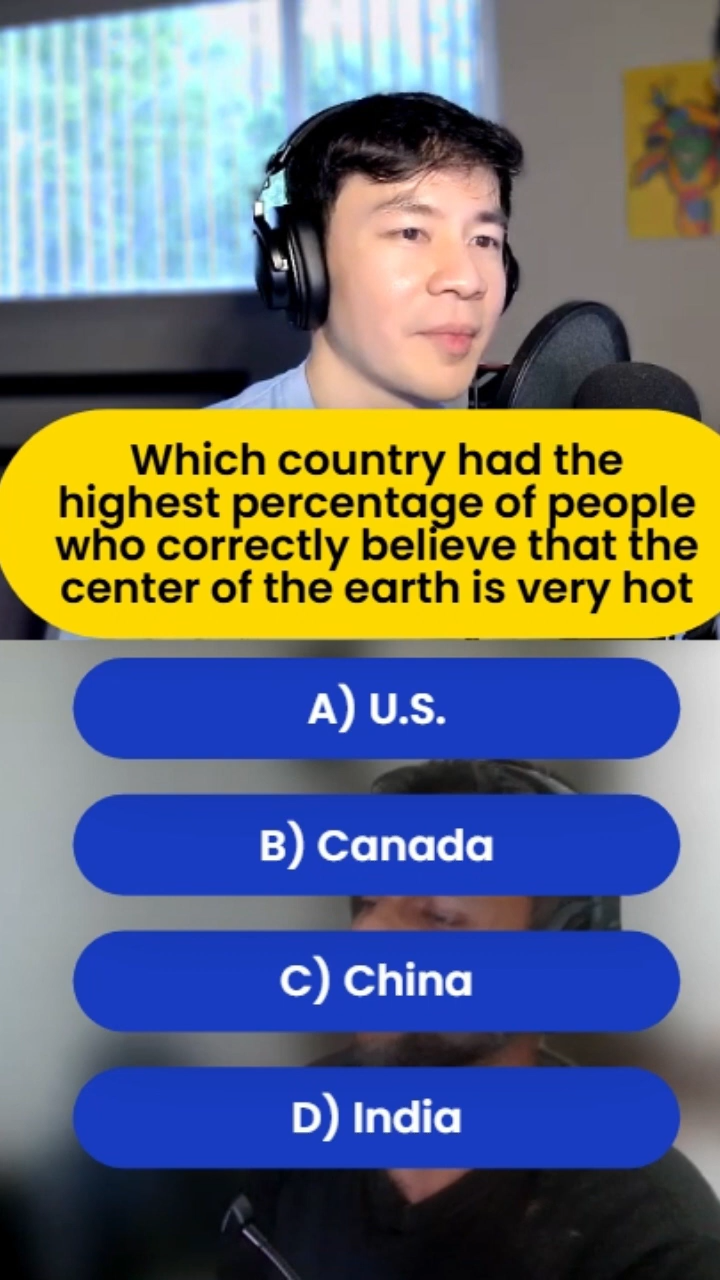 Which country had the
highest percentage of people
who correctly believe that the
center of the earth is very hot
A) U.S.
B) Canada
C) China
D) India